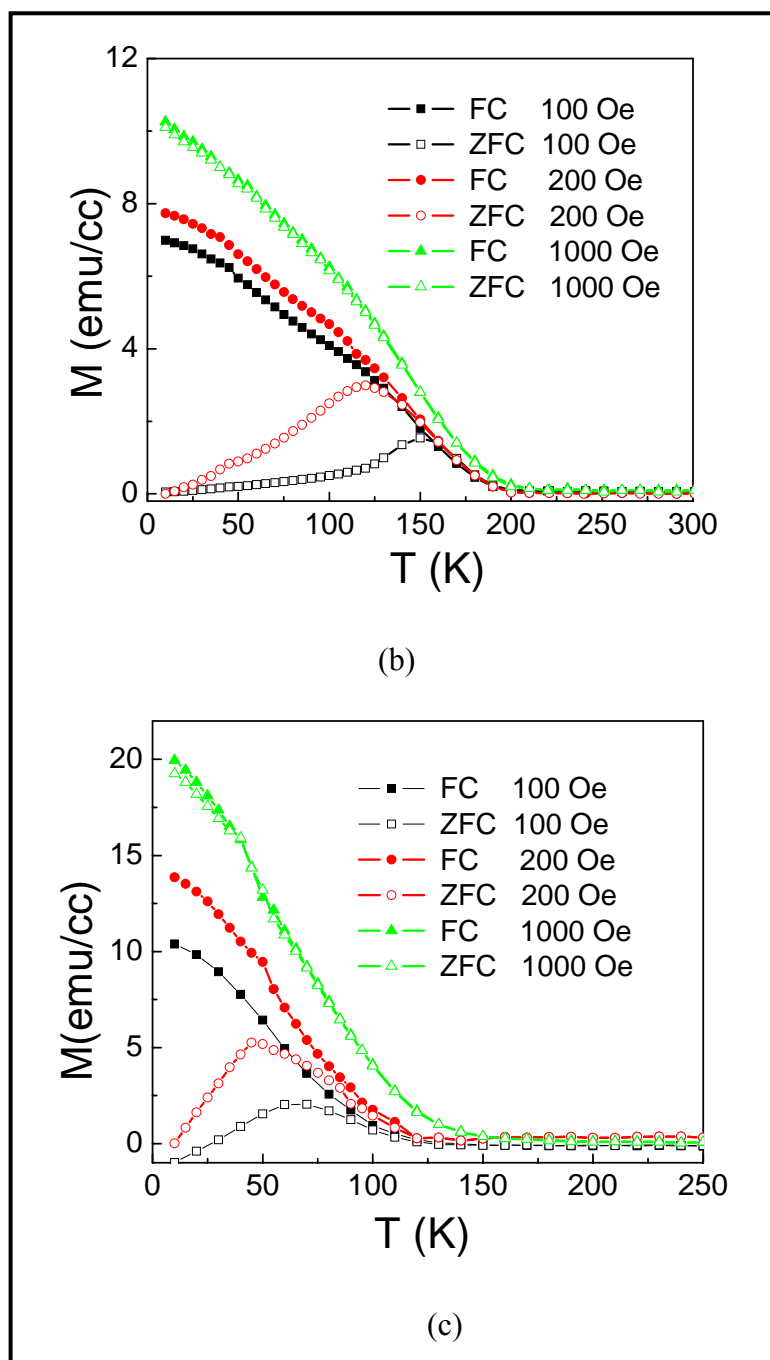 12
8
4
0
M (emu/cc)
FC 100 Oe
ZFC 100 Oe
FC 200 Oe
ZFC 200 Oe
FC 1000 Oe
ZFC 1000 Oe
0 50 100 150 200 250 300
T (K)
(b)
20
15
10
5
0
M(emu/cc)
FC 100 Oe
ZFC 100 Oe
FC 200 Oe
ZFC 200 Oe
FC 1000 Oe
ZFC 1000 Oe
0 50 100 150 200 250
T (K)
(c)